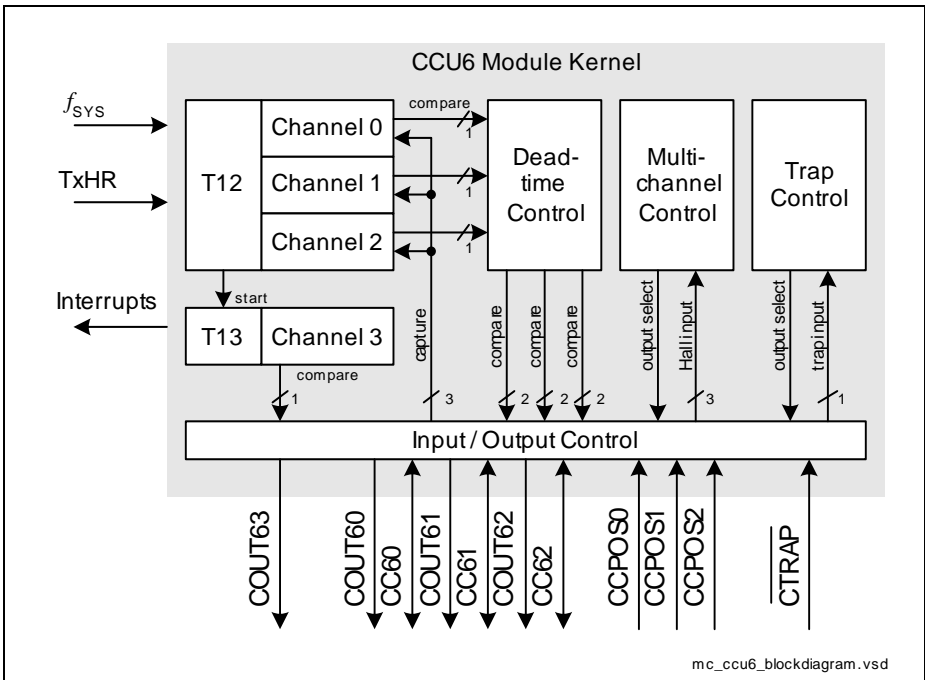 CCU6 Module Kernel
fSYS
TxHR
Interrupts
T12
Channel 0
Channel 1
Channel 2
compare
1
1
1
Dead-
time
Control
Multi-
channel
Control
Trap
Control
start
T13
Channel 3
compare
1
capture
3
compare
2
compare
2
compare
2
output select
Hall input
3
output select
trap input
1
Input / Output Control
COUT63
COUT60
CC60
COUT61
CC61
COUT62
CC62
CCPOS0
CCPOS1
CCPOS2
CTRAP
mc_ccu6_blockdiagram.vsd